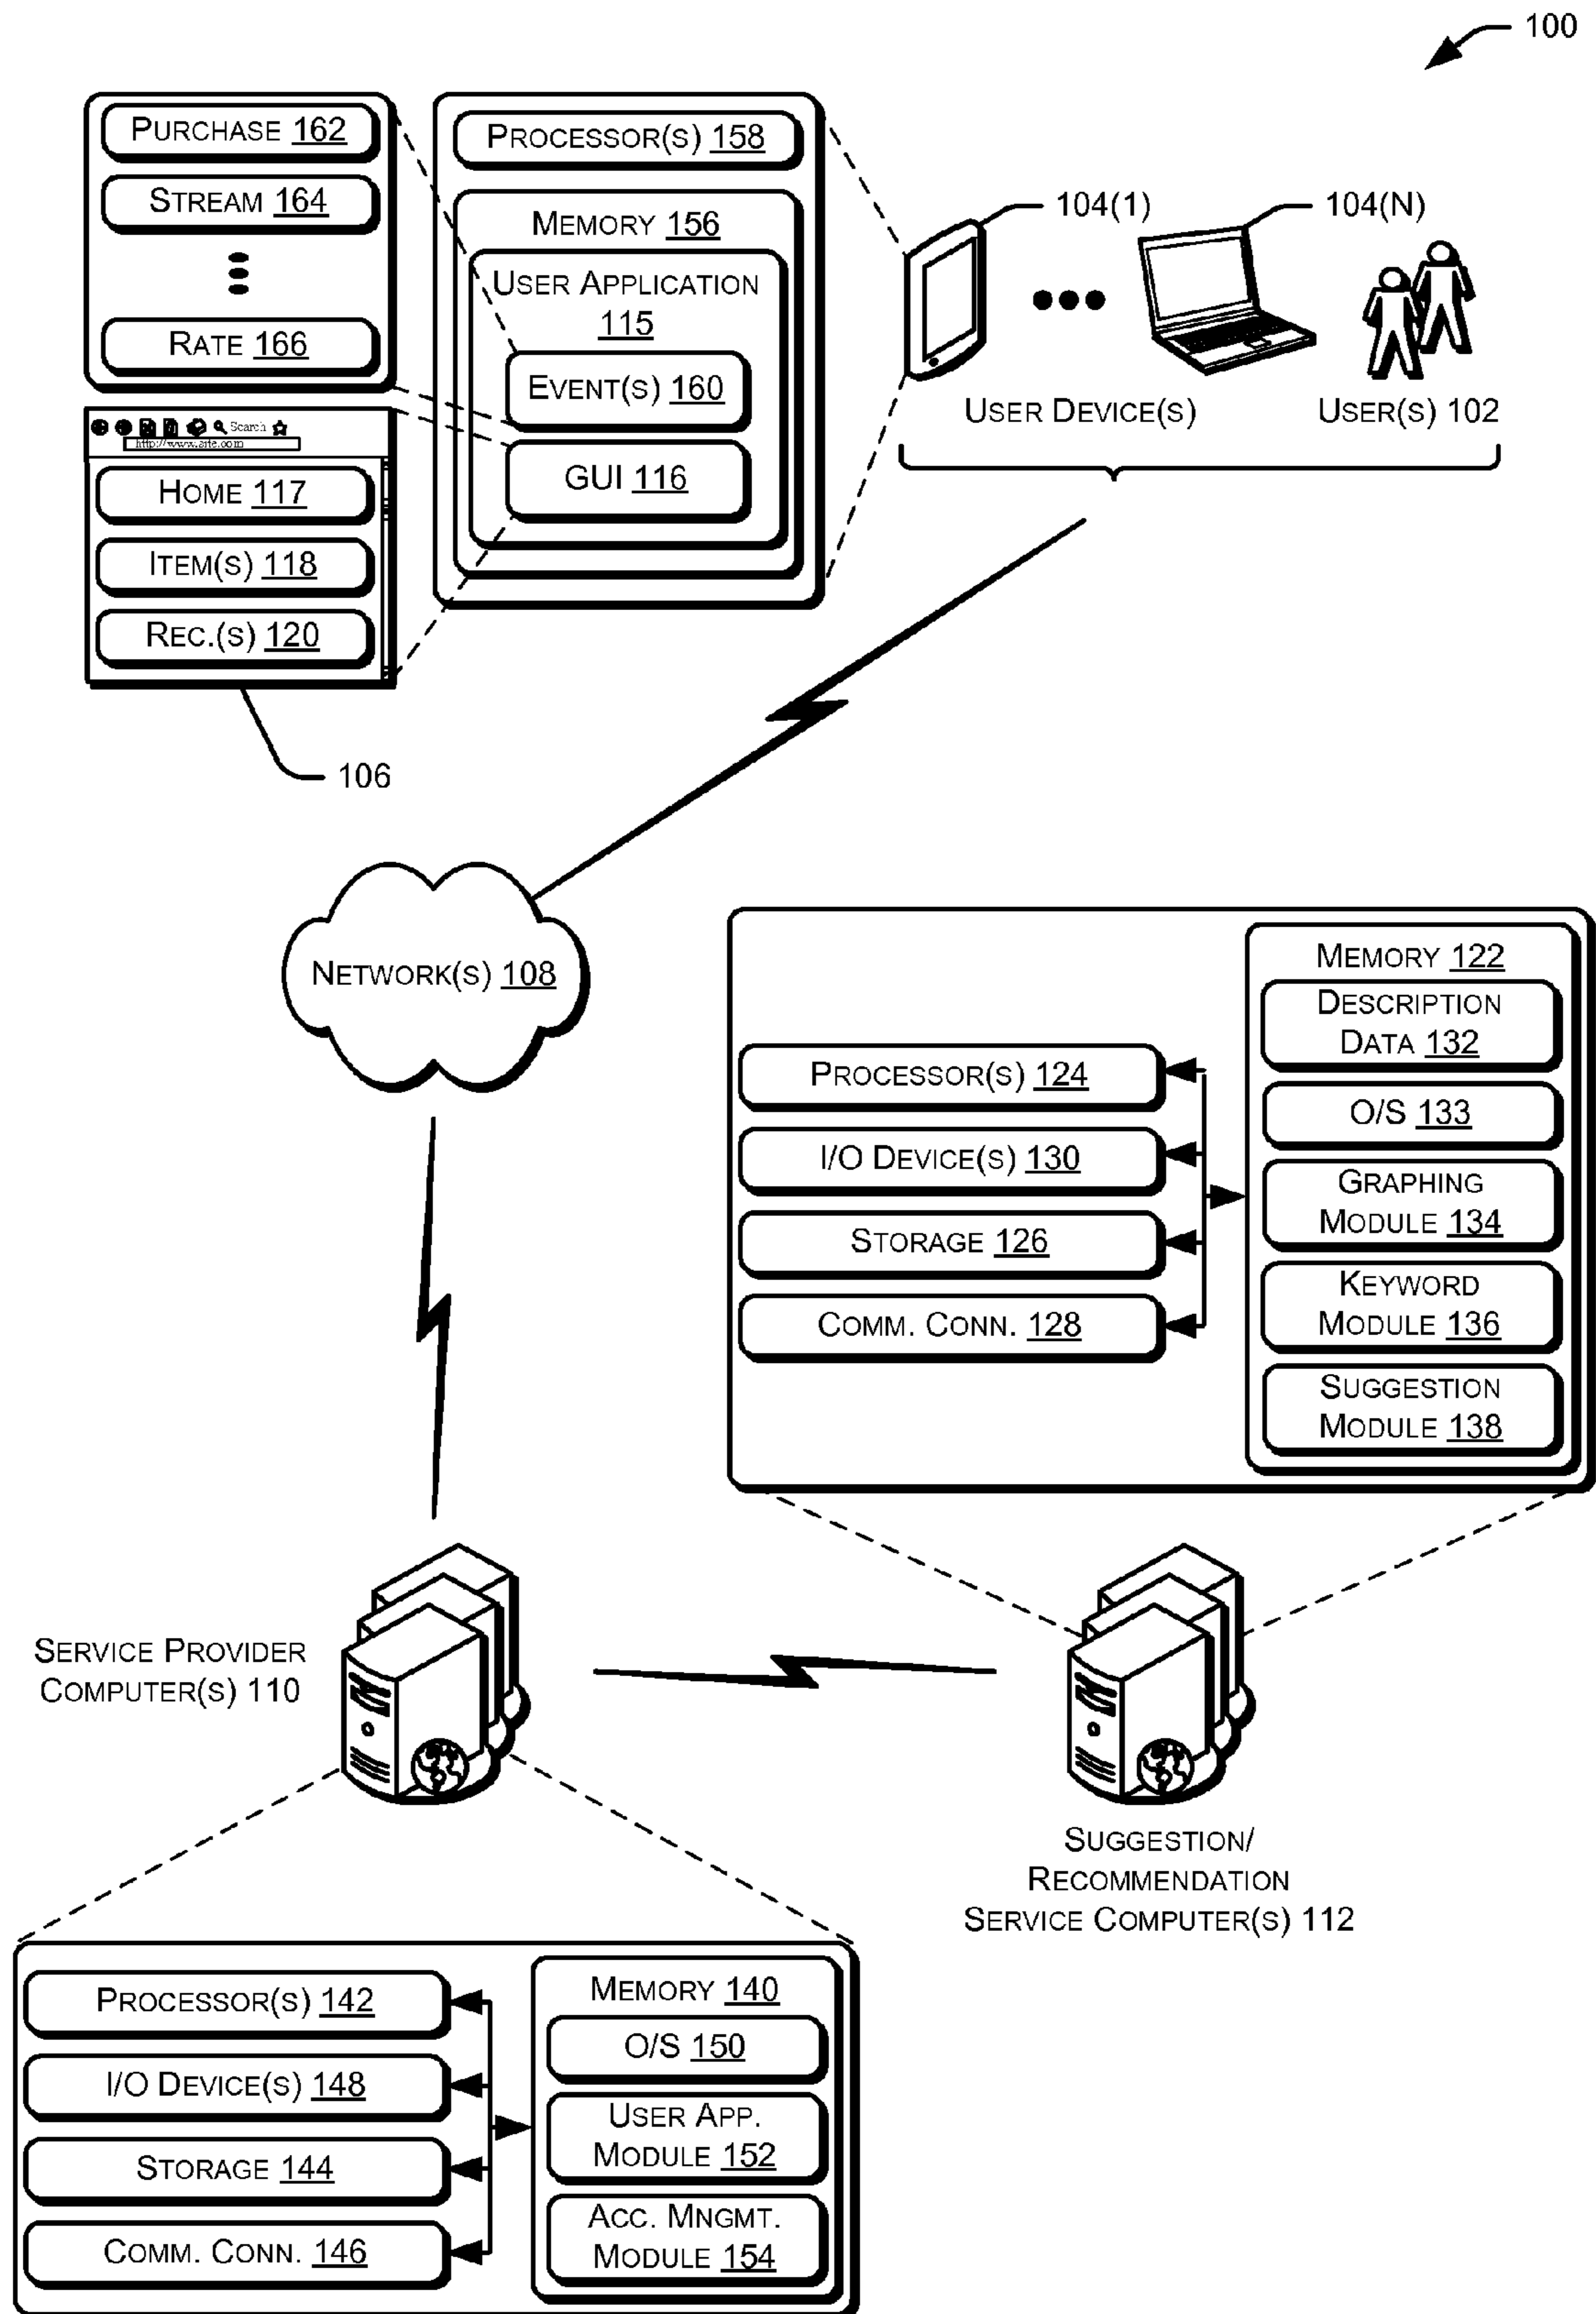 100
PURCHASE 162
STREAM 164
RATE 166
PROCESSOR(S) 158
MEMORY 156
USER APPLICATION
115
EVENT(S) 160
GUI 116
104(1)
104(N)
USER DEVICE(S)
USER(S) 102
Search
http://www.site.com
HOME 117
ITEM(S) 118
REC.(S) 120
106
NETWORK(S) 108
PROCESSOR(S) 124
I/O DEVICE(S) 130
STORAGE 126
COMM. CONN. 128
MEMORY 122
DESCRIPTION
DATA 132
O/S 133
GRAPHING
MODULE 134
KEYWORD
MODULE 136
SUGGESTION
MODULE 138
SERVICE PROVIDER
COMPUTER(S) 110
SUGGESTION/
RECOMMENDATION
SERVICE COMPUTER(S) 112
PROCESSOR(S) 142
I/O DEVICE(S) 148
STORAGE 144
COMM. CONN. 146
MEMORY 140
O/S 150
USER APP.
MODULE 152
ACC. MNGMT.
MODULE 154